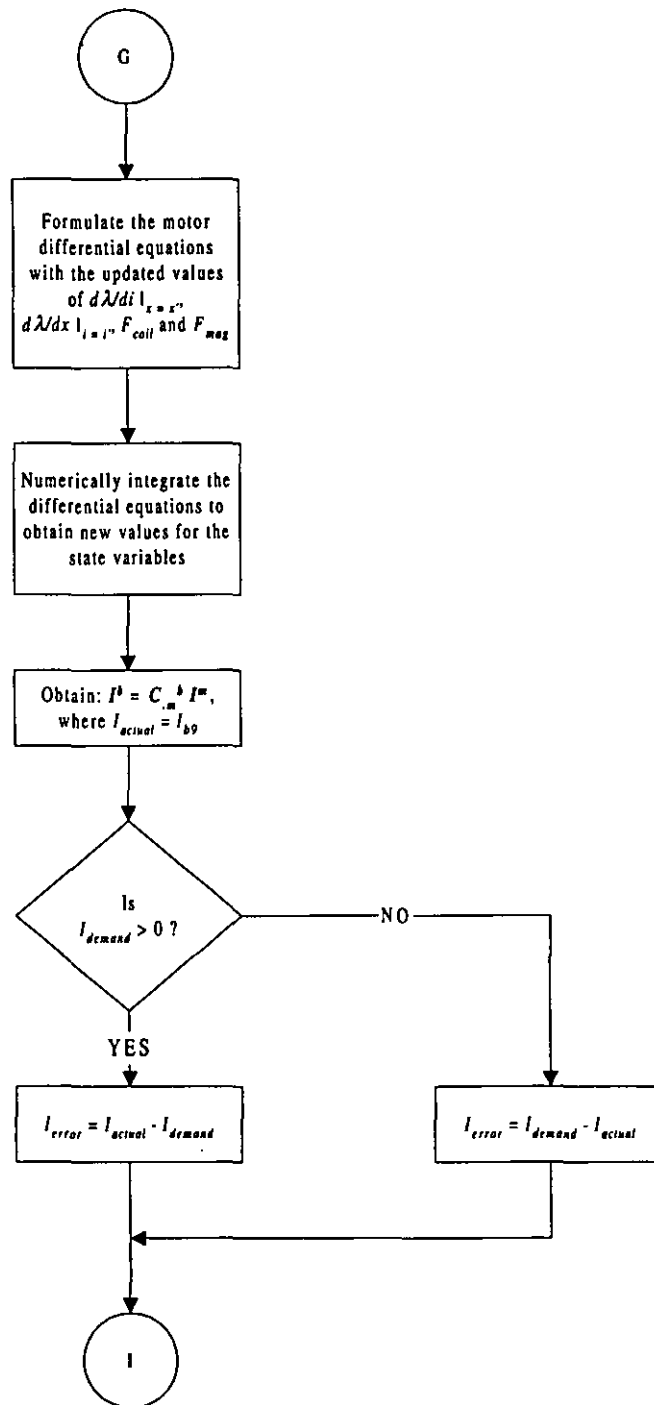 G
Formulate the motor
differential equations
with the updated values
of dλ/di |x = x'',
dλ/dx |i = i'', Fcoil and Fmag
Numerically integrate the
differential equations to
obtain new values for the
state variables
Obtain: I^b = C.m^b I^m,
where Iactual = Ib9
Is
Idemand > 0 ?
NO
YES
Ierror = Iactual - Idemand
Ierror = Idemand - Iactual
I